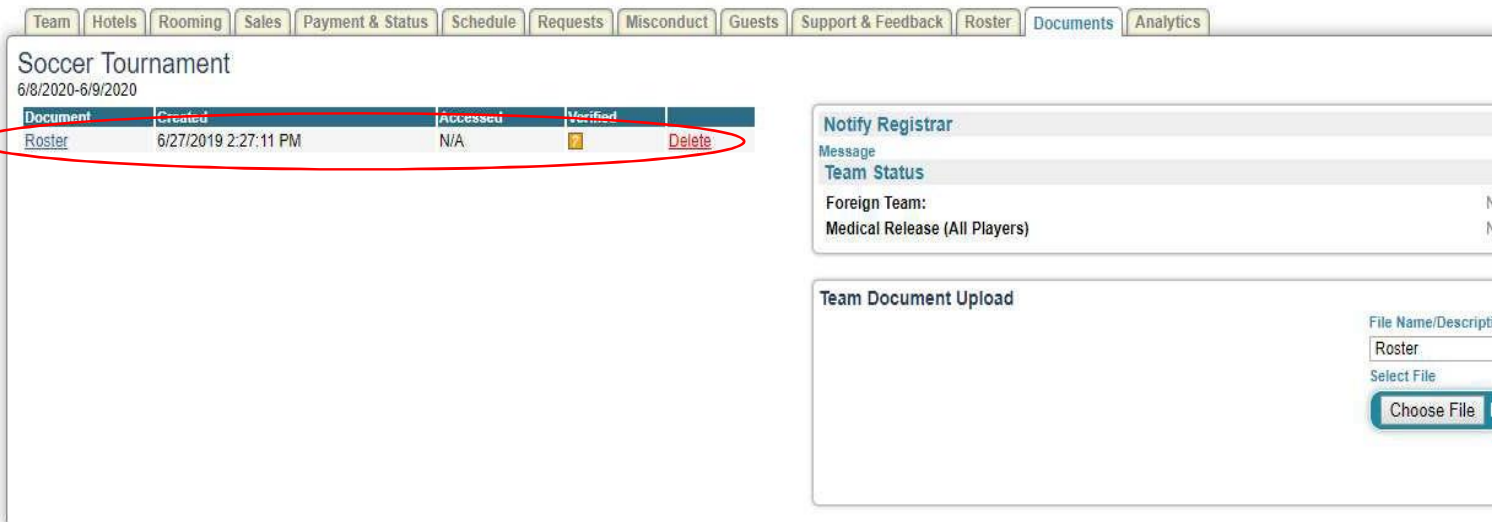 Team Hotels Rooming Sales Payment & Status Schedule Requests Misconduct Guests Support & Feedback Roster Documents Analytics
Soccer Tournament
6/8/2020-6/9/2020
Document Created Accessed Verified
Roster 6/27/2019 2:27:11 PM N/A ? Delete
Notify Registrar
Message
Team Status
Foreign Team:
Medical Release (All Players)
Team Document Upload
File Name/Descripti
Roster
Select File
Choose File